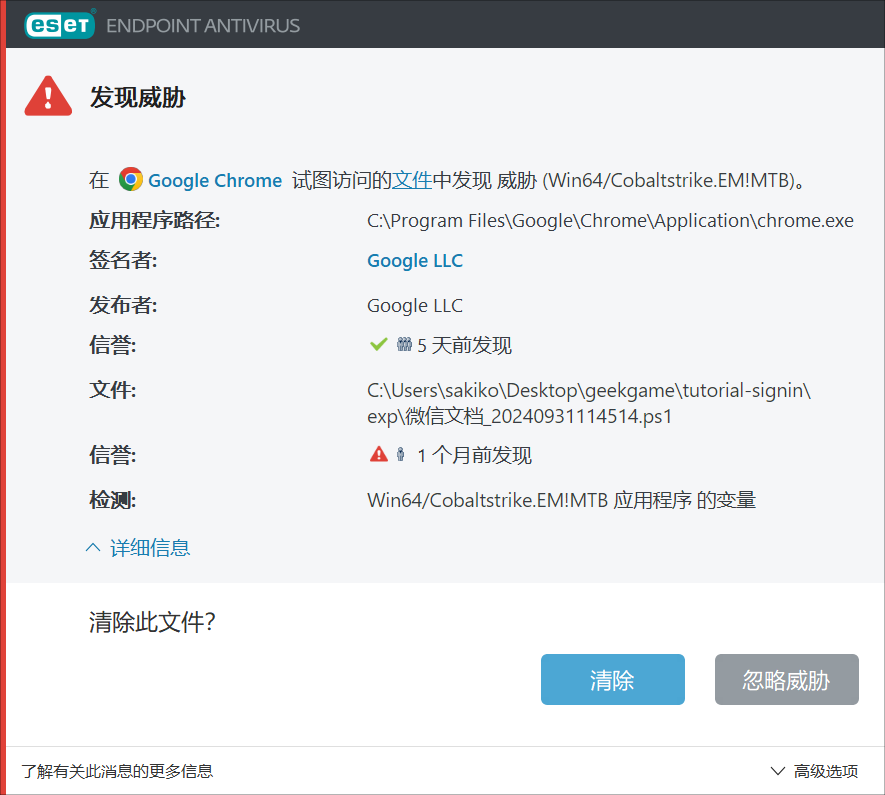 eseT® ENDPOINT ANTIVIRUS
发现威胁
在 Google Chrome 试图访问的文件中发现 威胁 (Win64/Cobaltstrike.EM!MTB)。
应用程序路径: C:\Program Files\Google\Chrome\Application\chrome.exe
签名者: Google LLC
发布者: Google LLC
信誉: 5 天前发现
文件: C:\Users\sakiko\Desktop\geekgame\tutorial-signin\
exp\微信文档_20240931114514.ps1
信誉: 1 个月前发现
检测: Win64/Cobaltstrike.EM!MTB 应用程序 的变量
详细信息
清除此文件?
清除 忽略威胁
了解有关此消息的更多信息 高级选项